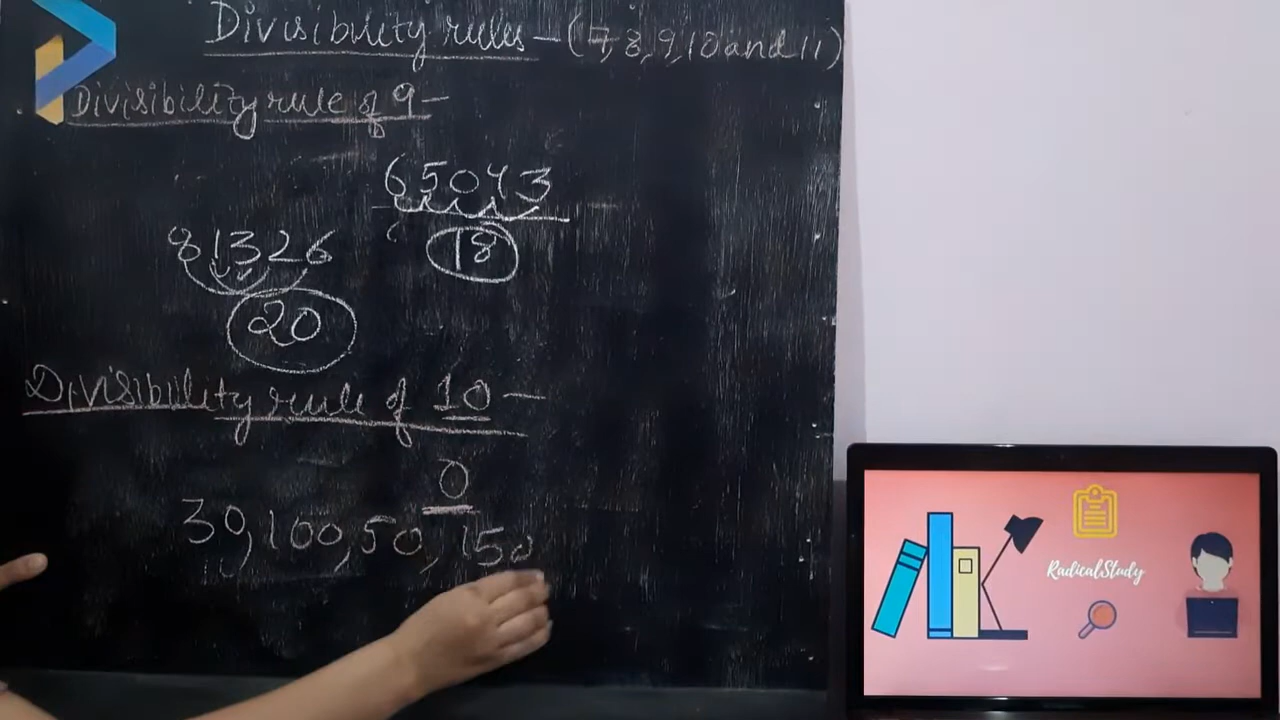 Divisibility rules - (7, 8, 9, 10 and 11)
Divisibility rule of 9 -
65043
18
81326
20
Divisibility rule of 10 -
0
30, 100, 50, 150
RadicalStudy